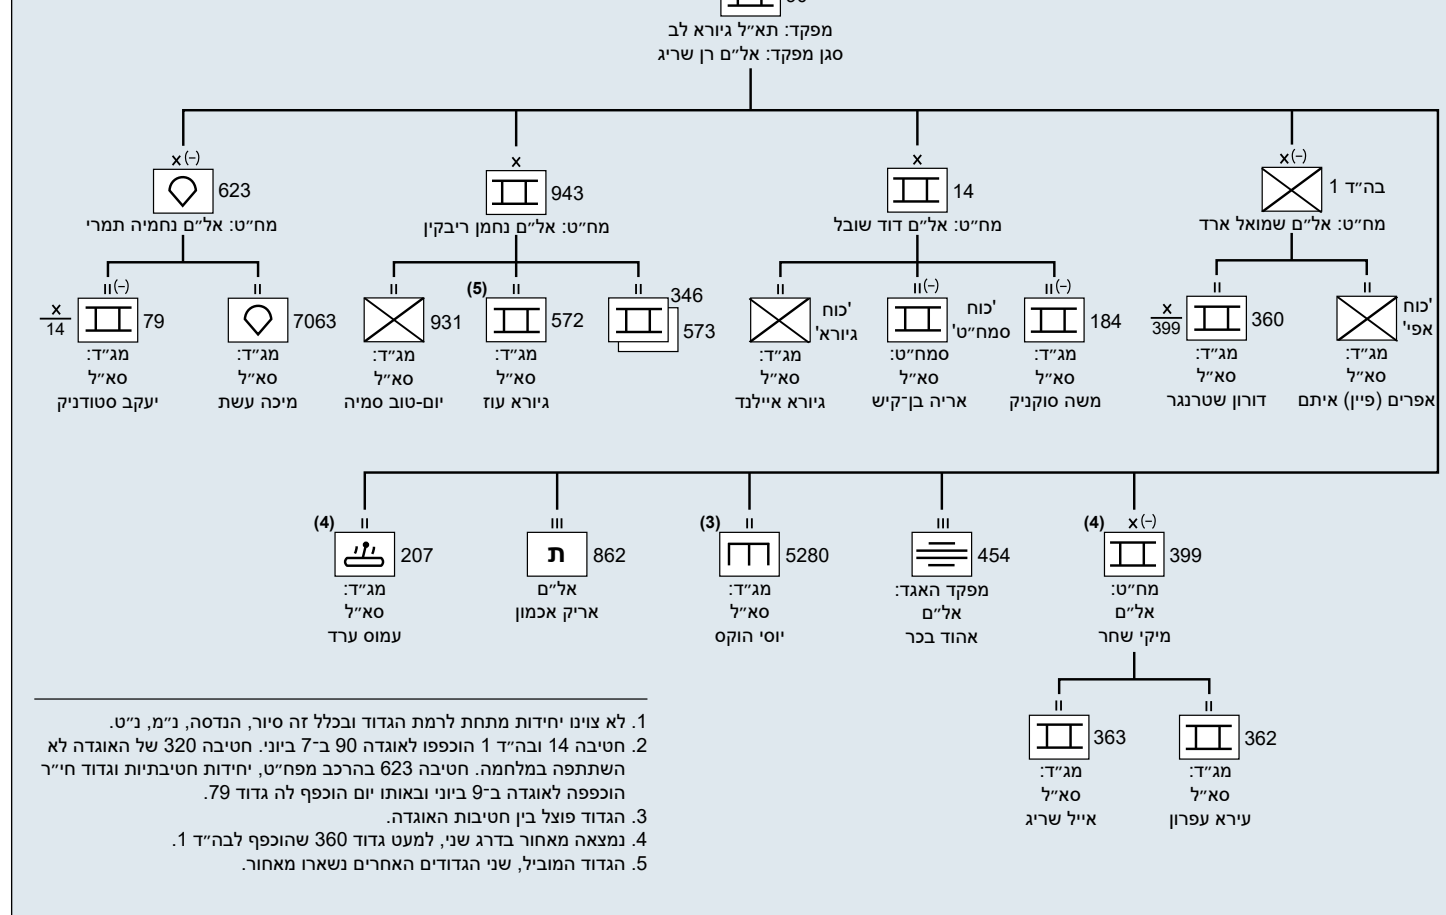 מפקד: תא״ל גיורא לב
סגן מפקד: אל״ם רן שריג
x(–)
בה״ד 1
מח״ט: אל״ם שמואל ארד
x
14
מח״ט: אל״ם דוד שובל
x
943
מח״ט: אל״ם נחמן ריבקין
x(–)
623
מח״ט: אל״ם נחמיה תמרי
II
'כוח
אפי'
מג״ד:
סא״ל
אפרים (פיין) איתם
II
360
x
399
מג״ד:
סא״ל
דורון שטרנגר
II(–)
184
מג״ד:
סא״ל
משה סוקניק
II(–)
'כוח
סמח״ט'
סמח״ט:
סא״ל
אריה בן־קיש
II
'כוח
גיורא'
מג״ד:
סא״ל
גיורא איילנד
II
346
573
(5) II
572
מג״ד:
סא״ל
גיורא עוז
II
931
מג״ד:
סא״ל
יום-טוב סמיה
II
7063
מג״ד:
סא״ל
מיכה עשת
II(–)
79
x
14
מג״ד:
סא״ל
יעקב סטודניק
(4) x(–)
399
מח״ט:
אל״ם
מיקי שחר
III
454
מפקד האגד:
אל״ם
אהוד בכר
(3) II
5280
מג״ד:
סא״ל
יוסי הוקס
III
ת 862
אל״ם
אריק אכמון
(4) II
207
מג״ד:
סא״ל
עמוס ערד
II
362
מג״ד:
סא״ל
עירא עפרון
II
363
מג״ד:
סא״ל
אייל שריג
1. לא צוינו יחידות מתחת לרמת הגדוד ובכלל זה סיור, הנדסה, נ״מ, נ״ט.
2. חטיבה 14 ובה״ד 1 הוכפפו לאוגדה 90 ב־7 ביוני. חטיבה 320 של האוגדה לא
השתתפה במלחמה. חטיבה 623 בהרכב מפח״ט, יחידות חטיבתיות וגדוד חי״ר
הוכפפה לאוגדה ב־9 ביוני ובאותו יום הוכפף לה גדוד 79.
3. הגדוד פוצל בין חטיבות האוגדה.
4. נמצאה מאחור בדרג שני, למעט גדוד 360 שהוכפף לבה״ד 1.
5. הגדוד המוביל, שני הגדודים האחרים נשארו מאחור.